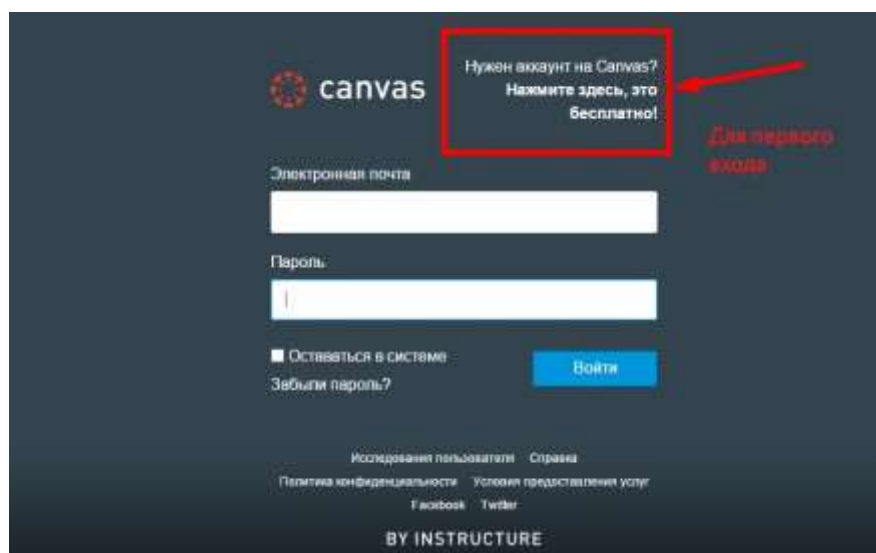 canvas
Нужен аккаунт на Canvas?
Нажмите здесь, это
бесплатно!
Для первого
входа
Электронная почта
Пароль
Оставаться в системе
Войти
Забыли пароль?
Исследования пользователя Справка
Политика конфиденциальности Условия предоставления услуг
Facebook Twitter
BY INSTRUCTURE